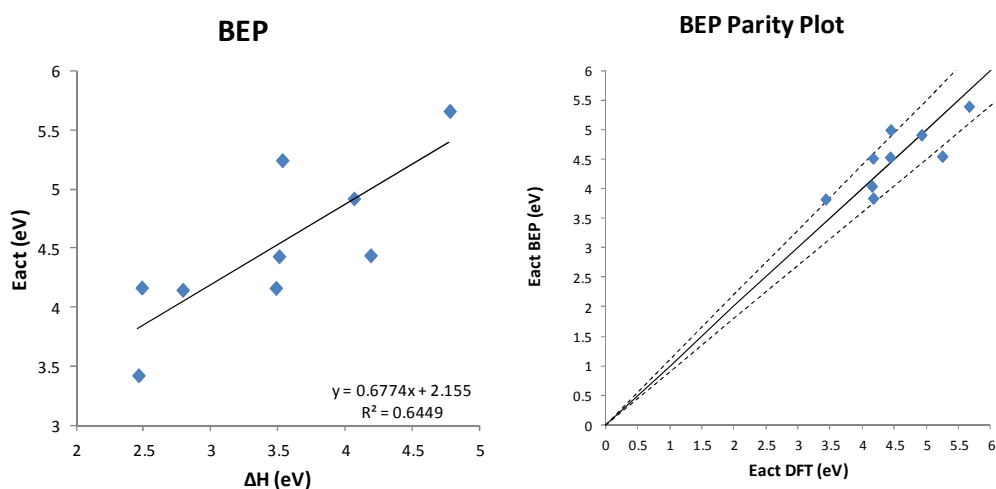 BEP
6
5.5
5
4.5
4
3.5
3
2 2.5 3 3.5 4 4.5 5
Eact (eV)
ΔH (eV)
y = 0.6774x + 2.155
R² = 0.6449
BEP Parity Plot
6
5.5
5
4.5
4
3.5
3
2.5
2
1.5
1
0.5
0
0 0.5 1 1.5 2 2.5 3 3.5 4 4.5 5 5.5 6
Eact BEP (eV)
Eact DFT (eV)